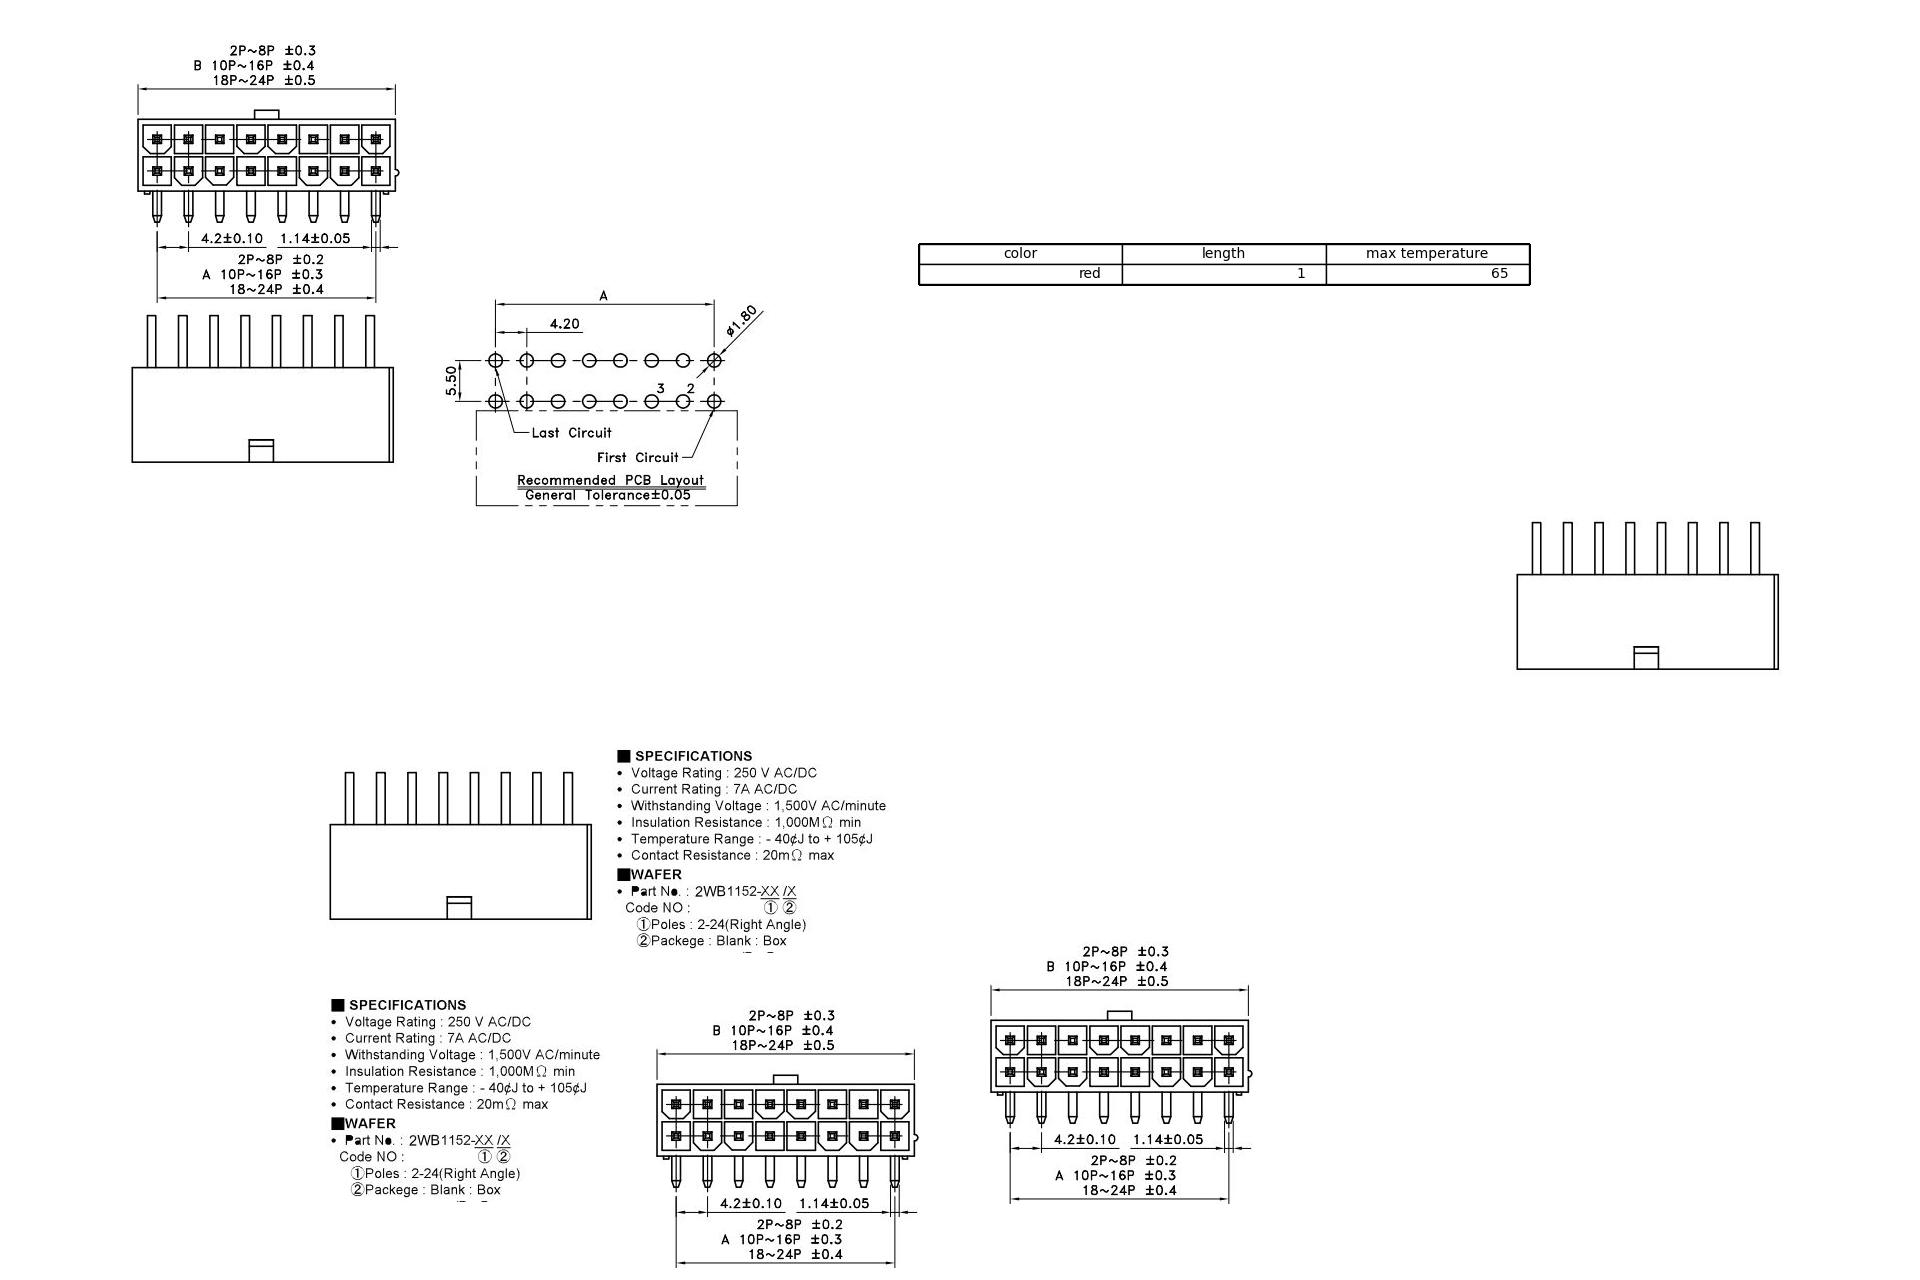 2P~8P ±0.3
B 10P~16P ±0.4
18P~24P ±0.5
4.2±0.10 1.14±0.05
2P~8P ±0.2
A 10P~16P ±0.3
18~24P ±0.4
color length max temperature
red 1 65
A
4.20
ø1.80
5.50
3 2
Last Circuit
First Circuit
Recommended PCB Layout
General Tolerance±0.05
■ SPECIFICATIONS
• Voltage Rating : 250 V AC/DC
• Current Rating : 7A AC/DC
• Withstanding Voltage : 1,500V AC/minute
• Insulation Resistance : 1,000MΩ min
• Temperature Range : - 40¢J to + 105¢J
• Contact Resistance : 20mΩ max
■WAFER
• Part No. : 2WB1152-XX /X
Code NO : ① ②
①Poles : 2-24(Right Angle)
②Packege : Blank : Box
■ SPECIFICATIONS
• Voltage Rating : 250 V AC/DC
• Current Rating : 7A AC/DC
• Withstanding Voltage : 1,500V AC/minute
• Insulation Resistance : 1,000MΩ min
• Temperature Range : - 40¢J to + 105¢J
• Contact Resistance : 20mΩ max
■WAFER
• Part No. : 2WB1152-XX /X
Code NO : ① ②
①Poles : 2-24(Right Angle)
②Packege : Blank : Box
2P~8P ±0.3
B 10P~16P ±0.4
18P~24P ±0.5
4.2±0.10 1.14±0.05
2P~8P ±0.2
A 10P~16P ±0.3
18~24P ±0.4
2P~8P ±0.3
B 10P~16P ±0.4
18P~24P ±0.5
4.2±0.10 1.14±0.05
2P~8P ±0.2
A 10P~16P ±0.3
18~24P ±0.4